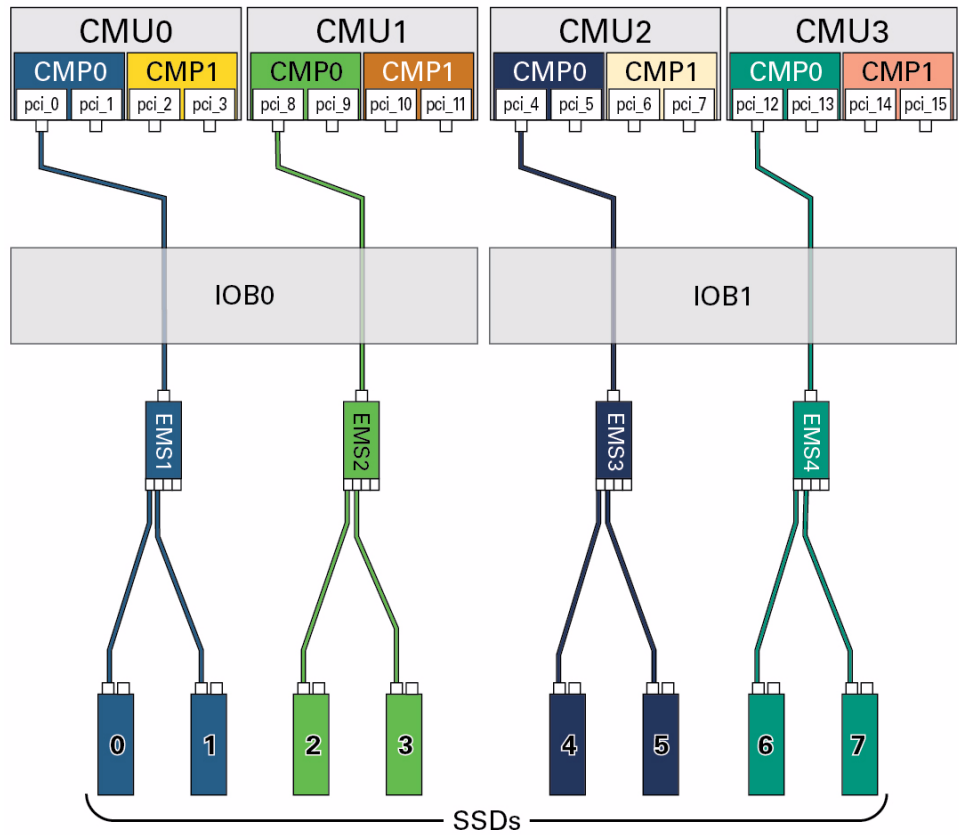 CMU0 CMU1 CMU2 CMU3
CMP0 CMP1 CMP0 CMP1 CMP0 CMP1 CMP0 CMP1
pci_0 pci_1 pci_2 pci_3 pci_8 pci_9 pci_10 pci_11 pci_4 pci_5 pci_6 pci_7 pci_12 pci_13 pci_14 pci_15
IOB0 IOB1
EMS1 EMS2 EMS3 EMS4
0 1 2 3 4 5 6 7
SSDs